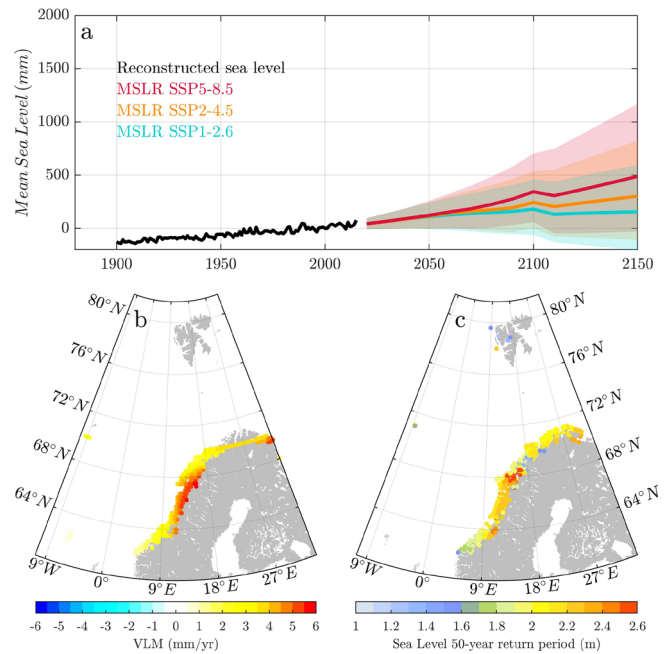 a
2000
1500
1000
500
0
Mean Sea Level (mm)
Reconstructed sea level
MSLR SSP5-8.5
MSLR SSP2-4.5
MSLR SSP1-2.6
1900 1950 2000 2050 2100 2150
b
80°N
76°N
72°N
68°N
64°N
9°W 0° 9°E 18°E 27°E
-6 -5 -4 -3 -2 -1 0 1 2 3 4 5 6
VLM (mm/yr)
c
80°N
76°N
72°N
68°N
64°N
9°W 0° 9°E 18°E 27°E
1 1.2 1.4 1.6 1.8 2 2.2 2.4 2.6
Sea Level 50-year return period (m)